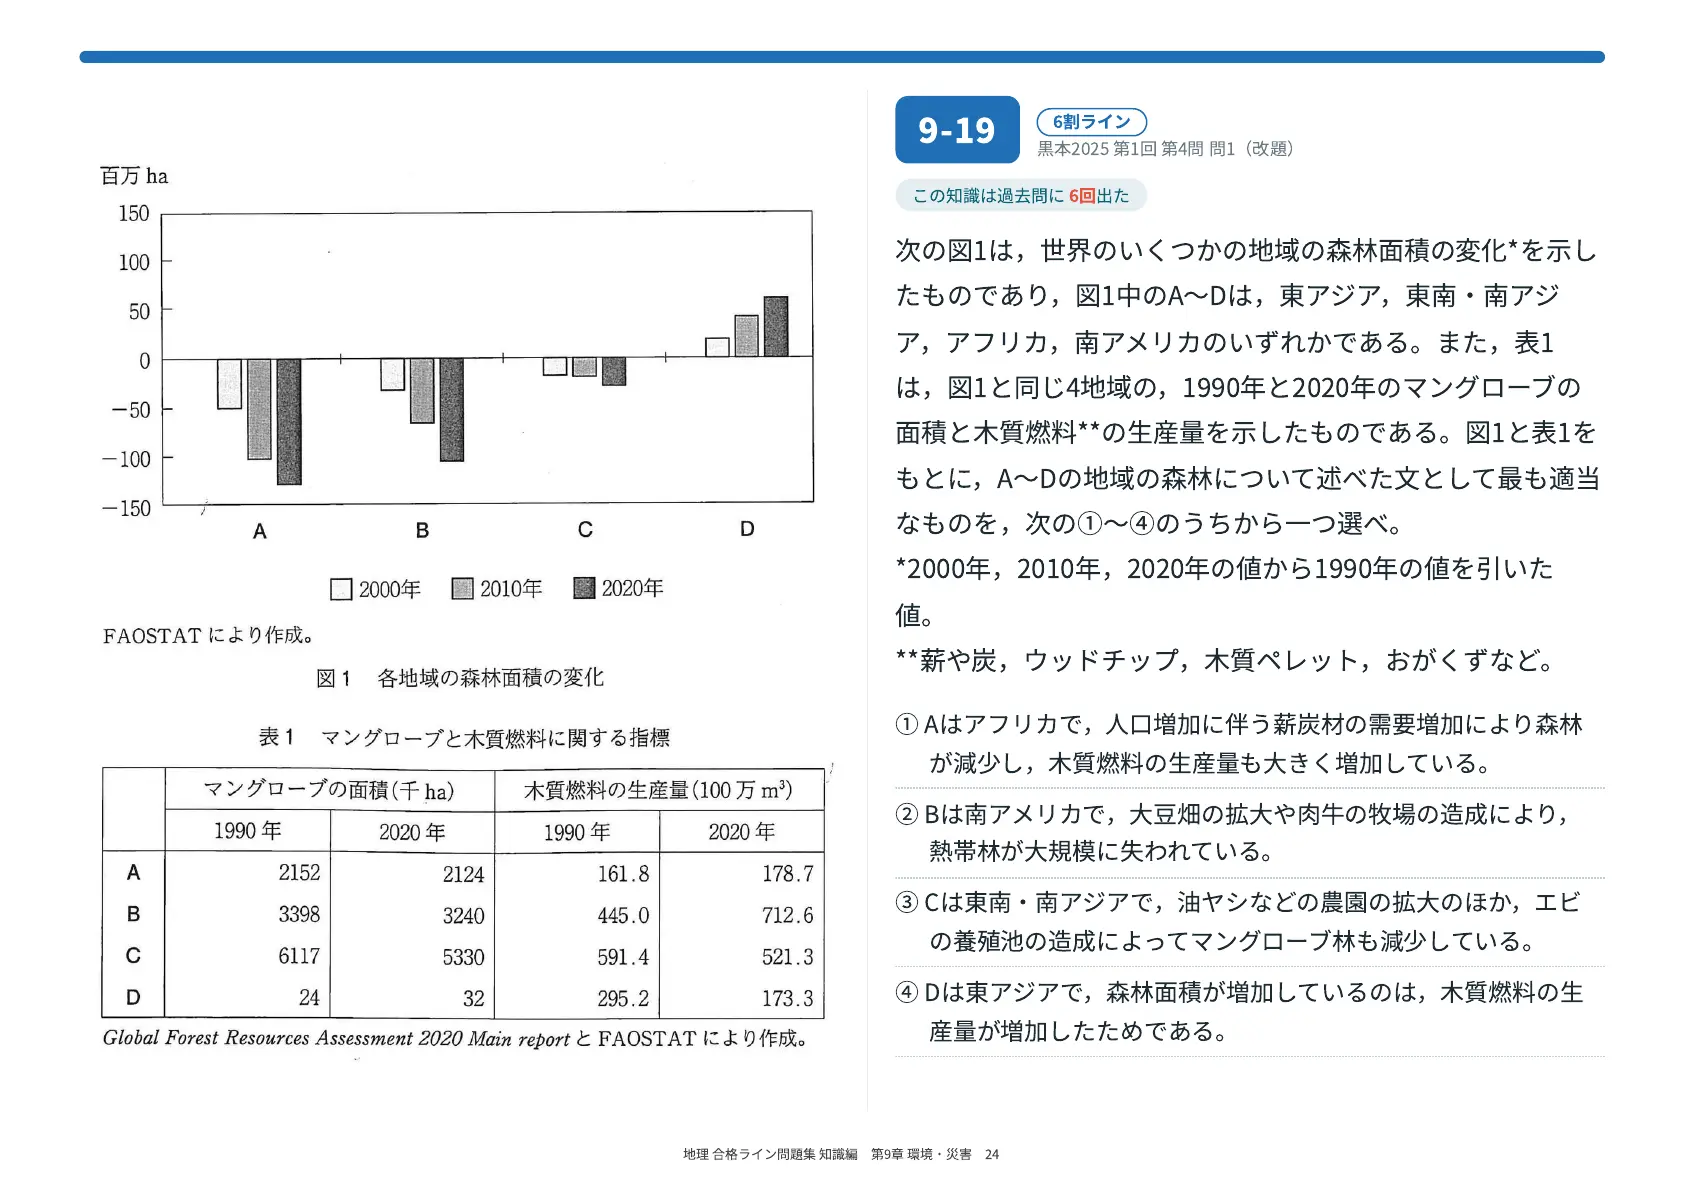 百万 ha
150
100
50
0
−50
−100
−150
A B C D
2000年 2010年 2020年
FAOSTAT により作成。
図1 各地域の森林面積の変化
表1 マングローブと木質燃料に関する指標
マングローブの面積(千 ha) 木質燃料の生産量(100 万 m³)
1990 年 2020 年 1990 年 2020 年
A 2152 2124 161.8 178.7
B 3398 3240 445.0 712.6
C 6117 5330 591.4 521.3
D 24 32 295.2 173.3
Global Forest Resources Assessment 2020 Main report と FAOSTAT により作成。
9-19
6割ライン
黒本2025 第1回 第4問 問1（改題）
この知識は過去問に 6回出た
次の図1は，世界のいくつかの地域の森林面積の変化*を示し
たものであり，図1中のA〜Dは，東アジア，東南・南アジ
ア，アフリカ，南アメリカのいずれかである。また，表1
は，図1と同じ4地域の，1990年と2020年のマングローブの
面積と木質燃料**の生産量を示したものである。図1と表1を
もとに，A〜Dの地域の森林について述べた文として最も適当
なものを，次の①〜④のうちから一つ選べ。
*2000年，2010年，2020年の値から1990年の値を引いた
値。
**薪や炭，ウッドチップ，木質ペレット，おがくずなど。
① Aはアフリカで，人口増加に伴う薪炭材の需要増加により森林
が減少し，木質燃料の生産量も大きく増加している。
② Bは南アメリカで，大豆畑の拡大や肉牛の牧場の造成により，
熱帯林が大規模に失われている。
③ Cは東南・南アジアで，油ヤシなどの農園の拡大のほか，エビ
の養殖池の造成によってマングローブ林も減少している。
④ Dは東アジアで，森林面積が増加しているのは，木質燃料の生
産量が増加したためである。
地理 合格ライン問題集 知識編 第9章 環境・災害 24